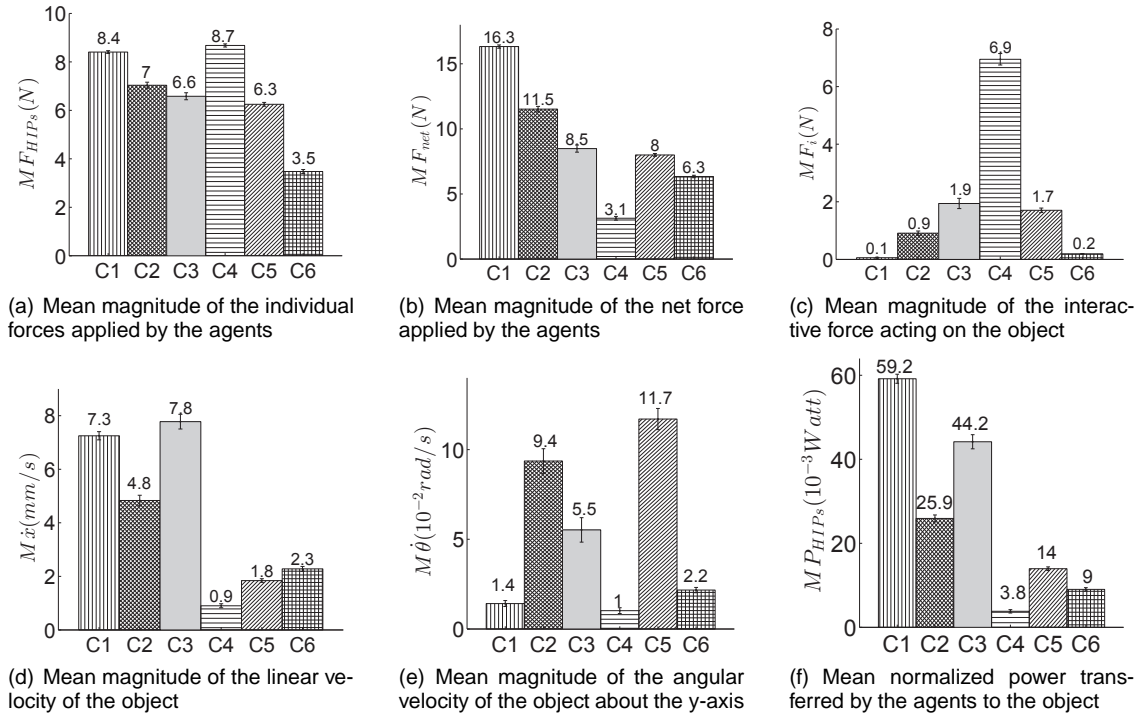 10
8
6
4
2
0
MF_HIPs(N)
8.4
7
6.6
8.7
6.3
3.5
C1 C2 C3 C4 C5 C6
(a) Mean magnitude of the individual
forces applied by the agents
15
10
5
0
MF_net(N)
16.3
11.5
8.5
3.1
8
6.3
C1 C2 C3 C4 C5 C6
(b) Mean magnitude of the net force
applied by the agents
8
6
4
2
0
MF_i(N)
0.1
0.9
1.9
6.9
1.7
0.2
C1 C2 C3 C4 C5 C6
(c) Mean magnitude of the interac-
tive force acting on the object
8
6
4
2
0
Mẋ(mm/s)
7.3
4.8
7.8
0.9
1.8
2.3
C1 C2 C3 C4 C5 C6
(d) Mean magnitude of the linear ve-
locity of the object
10
5
0
Mθ̇(10⁻²rad/s)
1.4
9.4
5.5
1
11.7
2.2
C1 C2 C3 C4 C5 C6
(e) Mean magnitude of the angular
velocity of the object about the y-axis
60
40
20
0
MP_HIPs(10⁻³Watt)
59.2
25.9
44.2
3.8
14
9
C1 C2 C3 C4 C5 C6
(f) Mean normalized power trans-
ferred by the agents to the object